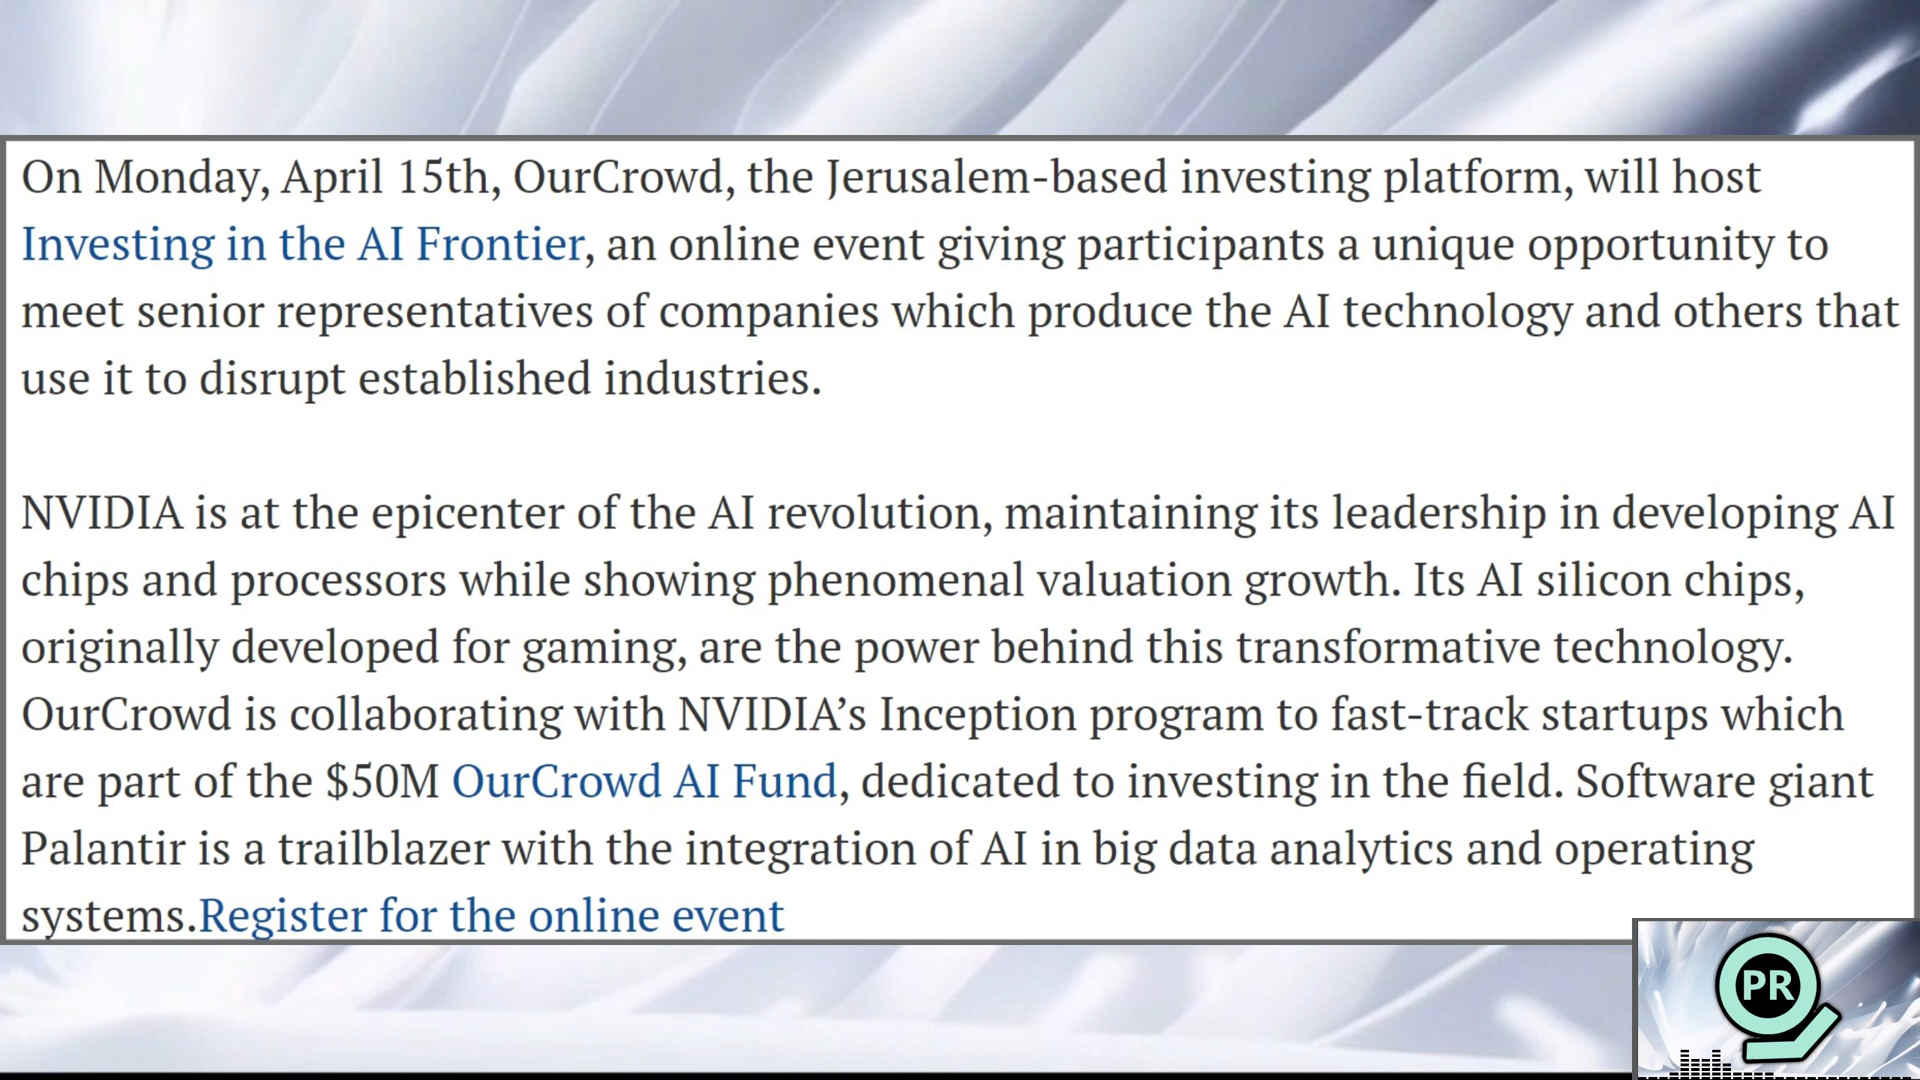 On Monday, April 15th, OurCrowd, the Jerusalem-based investing platform, will host
Investing in the AI Frontier, an online event giving participants a unique opportunity to
meet senior representatives of companies which produce the AI technology and others that
use it to disrupt established industries.
NVIDIA is at the epicenter of the AI revolution, maintaining its leadership in developing AI
chips and processors while showing phenomenal valuation growth. Its AI silicon chips,
originally developed for gaming, are the power behind this transformative technology.
OurCrowd is collaborating with NVIDIA’s Inception program to fast-track startups which
are part of the $50M OurCrowd AI Fund, dedicated to investing in the field. Software giant
Palantir is a trailblazer with the integration of AI in big data analytics and operating
systems.Register for the online event
PR